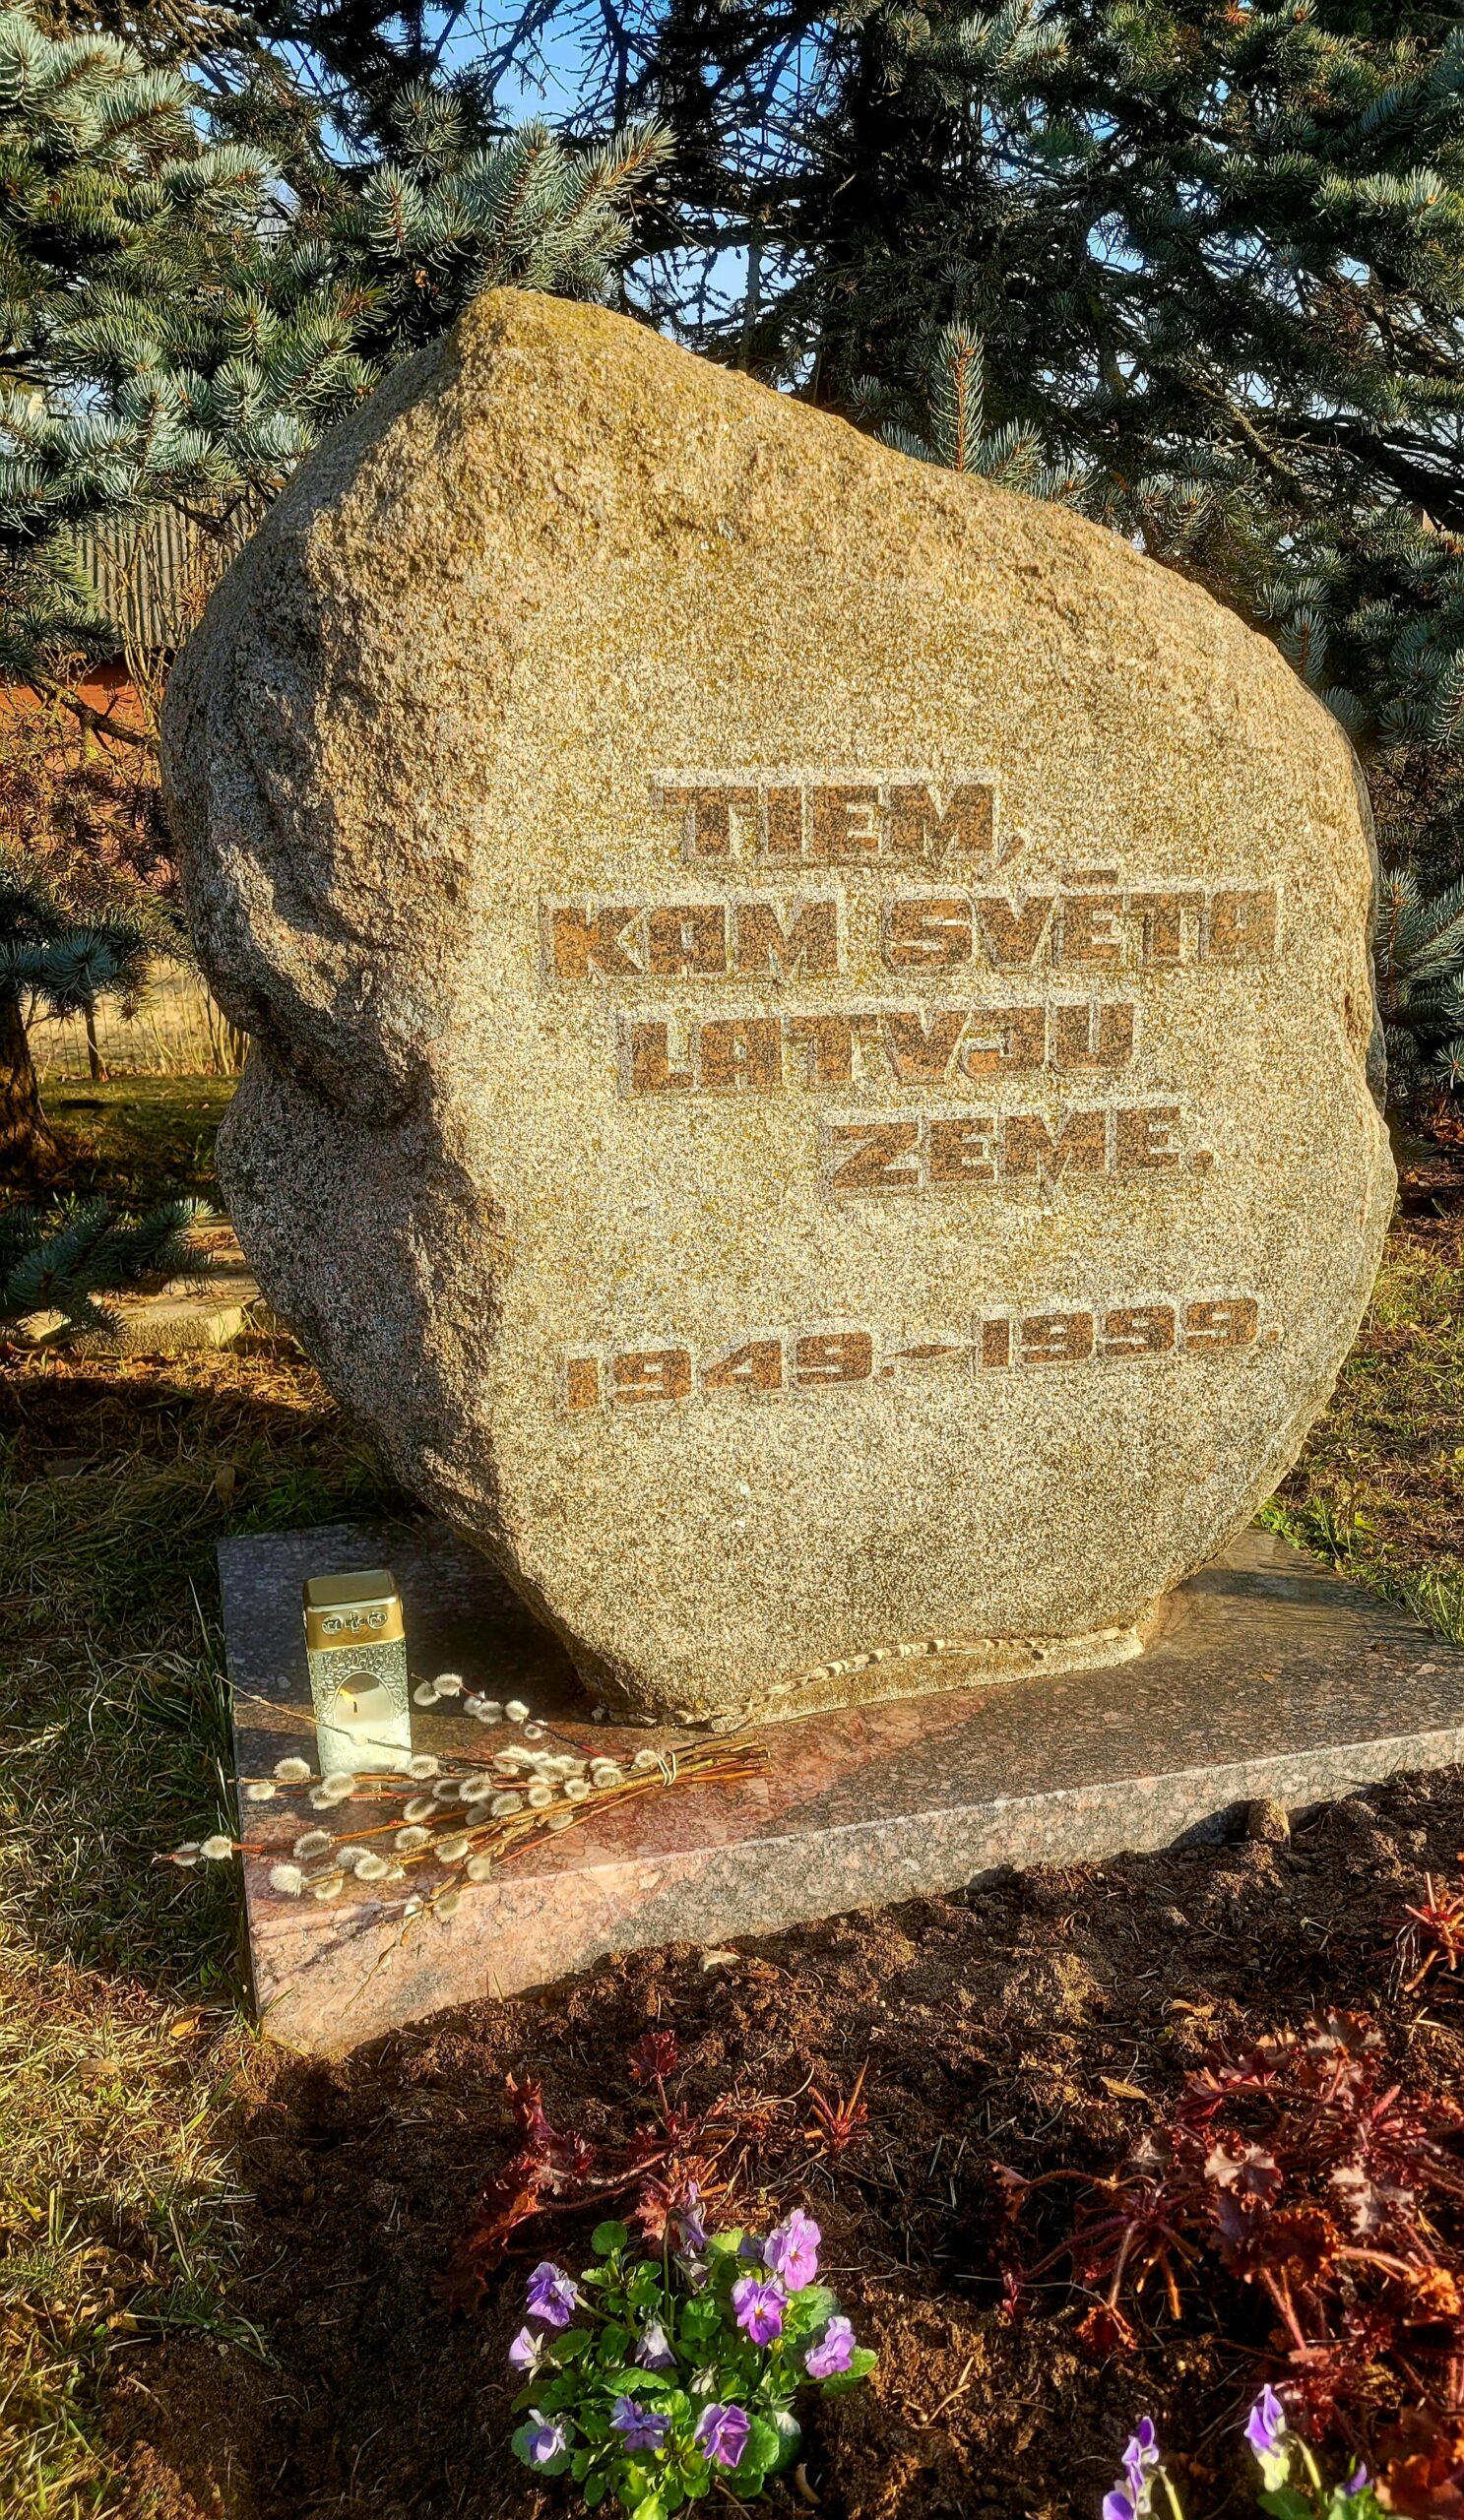 TIEM,
KAM SVĒTA
LATVJU
ZEME.
1949.-1999.